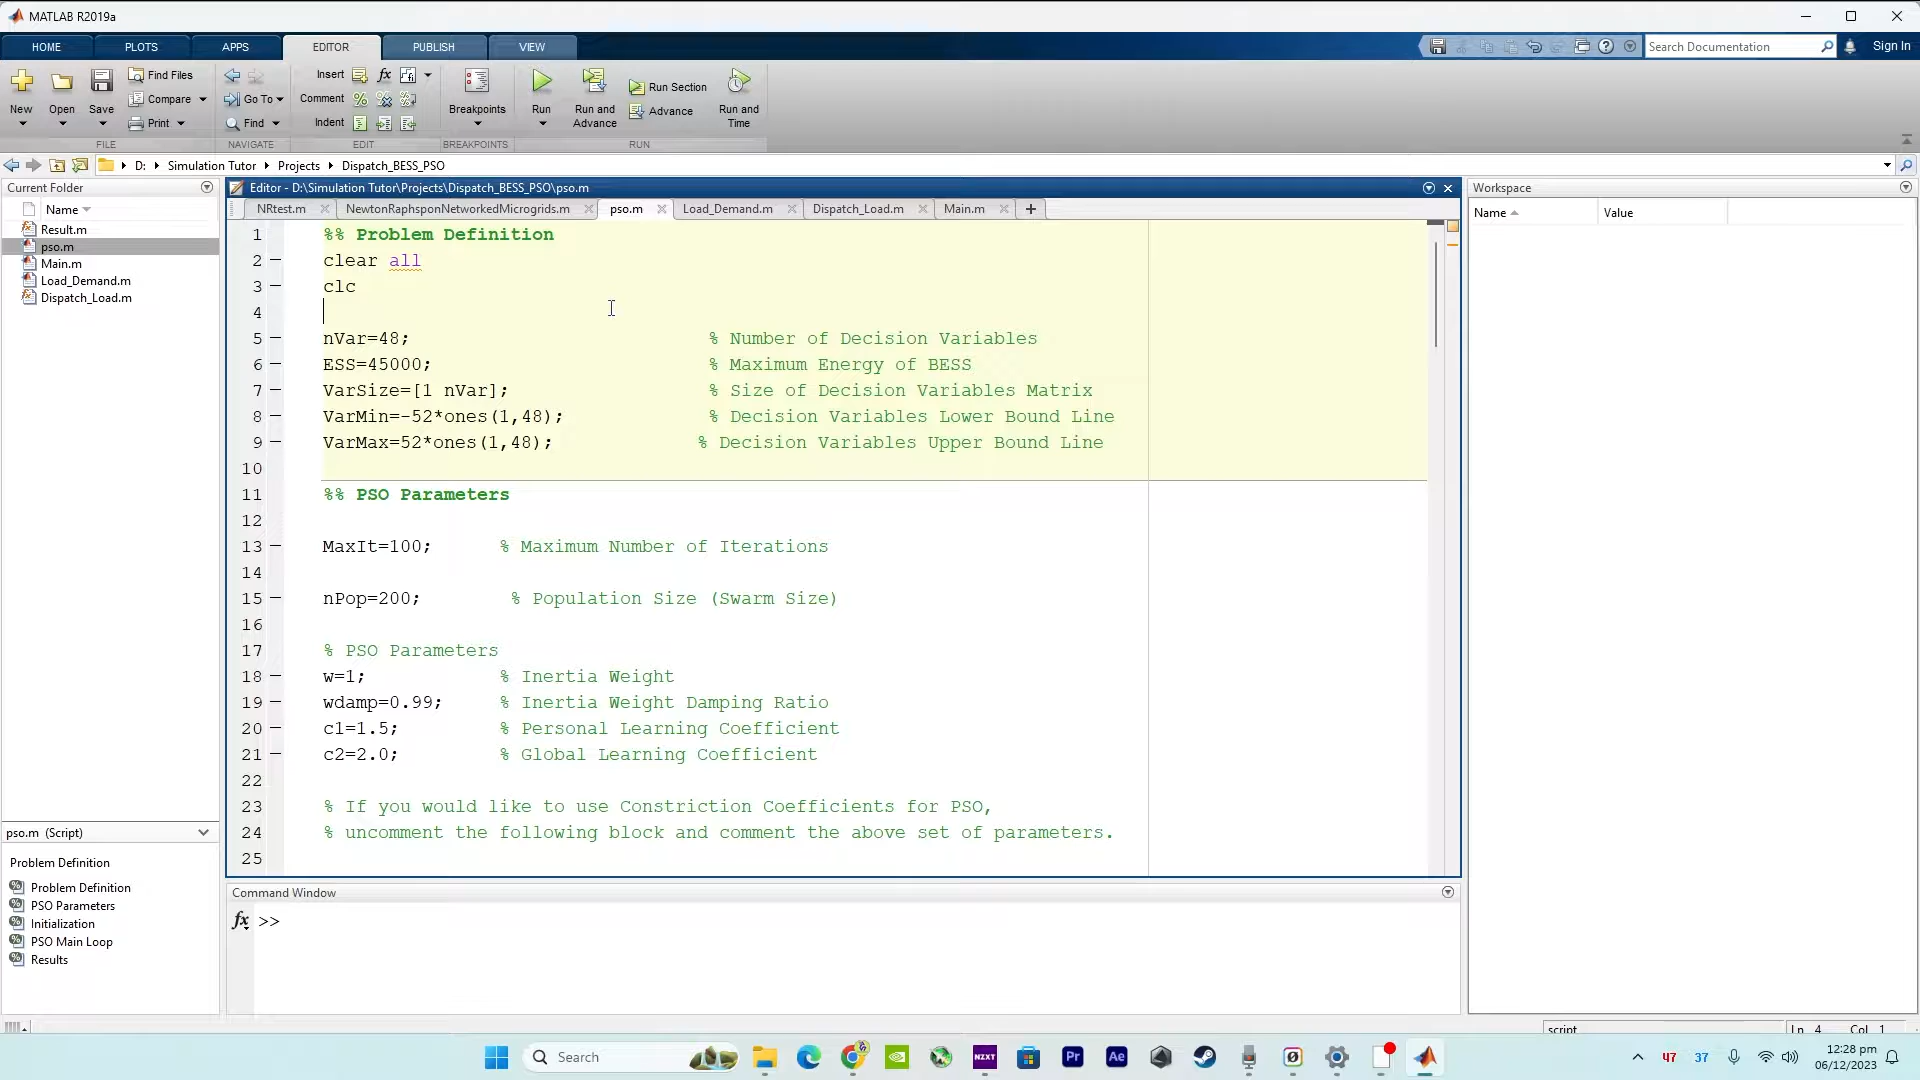 MATLAB R2019a
HOME PLOTS APPS EDITOR PUBLISH VIEW
Search Documentation
Sign In
New Open Save
Find Files
Compare
Print
FILE
Go To
Find
NAVIGATE
Insert
Comment
Indent
EDIT
Breakpoints
BREAKPOINTS
Run
Run and Advance
Run Section
Advance
Run and Time
RUN
D: Simulation Tutor Projects Dispatch_BESS_PSO
Current Folder
Name
Result.m
pso.m
Main.m
Load_Demand.m
Dispatch_Load.m
pso.m (Script)
Problem Definition
Problem Definition
PSO Parameters
Initialization
PSO Main Loop
Results
Editor - D:\Simulation Tutor\Projects\Dispatch_BESS_PSO\pso.m
NRtest.m NewtonRaphsponNetworkedMicrogrids.m pso.m Load_Demand.m Dispatch_Load.m Main.m
1 %% Problem Definition
2 clear all
3 clc
4
5 nVar=48; % Number of Decision Variables
6 ESS=45000; % Maximum Energy of BESS
7 VarSize=[1 nVar]; % Size of Decision Variables Matrix
8 VarMin=-52*ones(1,48); % Decision Variables Lower Bound Line
9 VarMax=52*ones(1,48); % Decision Variables Upper Bound Line
10
11 %% PSO Parameters
12
13 MaxIt=100; % Maximum Number of Iterations
14
15 nPop=200; % Population Size (Swarm Size)
16
17 % PSO Parameters
18 w=1; % Inertia Weight
19 wdamp=0.99; % Inertia Weight Damping Ratio
20 c1=1.5; % Personal Learning Coefficient
21 c2=2.0; % Global Learning Coefficient
22
23 % If you would like to use Constriction Coefficients for PSO,
24 % uncomment the following block and comment the above set of parameters.
25
Command Window
fx >>
Workspace
Name Value
script
Ln 4 Col 1
Search
NZXT
Pr
Ae
47 37
12:28 pm
06/12/2023